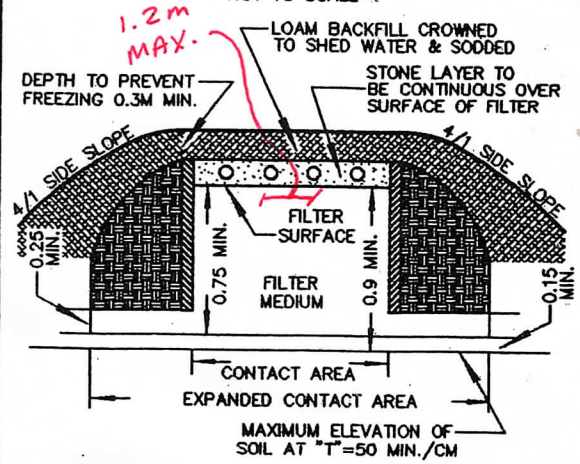 1.2m
MAX.
LOAM BACKFILL CROWNED
TO SHED WATER & SODDED
DEPTH TO PREVENT
FREEZING 0.3M MIN.
STONE LAYER TO
BE CONTINUOUS OVER
SURFACE OF FILTER
4/1 SIDE SLOPE
4/1 SIDE SLOPE
FILTER
SURFACE
0.25
MIN.
0.75 MIN.
FILTER
MEDIUM
0.9 MIN.
0.15
MIN.
CONTACT AREA
EXPANDED CONTACT AREA
MAXIMUM ELEVATION OF
SOIL AT "T"=50 MIN./CM